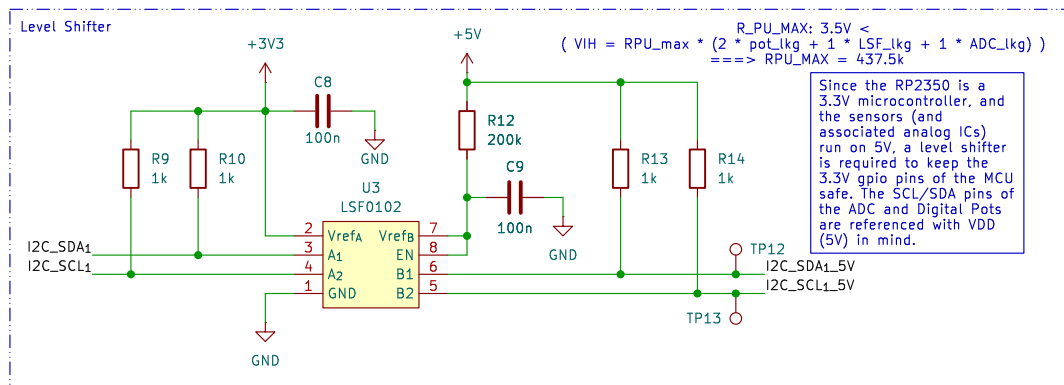 Level Shifter
R_PU_MAX: 3.5V <
( VIH = RPU_max * (2 * pot_lkg + 1 * LSF_lkg + 1 * ADC_lkg) )
===> RPU_MAX = 437.5k
+3V3
+5V
Since the RP2350 is a
3.3V microcontroller, and
the sensors (and
associated analog ICs)
run on 5V, a level shifter
is required to keep the
3.3V gpio pins of the MCU
safe. The SCL/SDA pins of
the ADC and Digital Pots
are referenced with VDD
(5V) in mind.
C8
100n
GND
R12
200k
R9
1k
R10
1k
R13
1k
R14
1k
C9
100n
GND
U3
LSF0102
2 VrefA VrefB 7
3 A1 EN 8
4 A2 B1 6
1 GND B2 5
I2C_SDA1
I2C_SCL1
TP12
I2C_SDA1_5V
I2C_SCL1_5V
TP13
GND